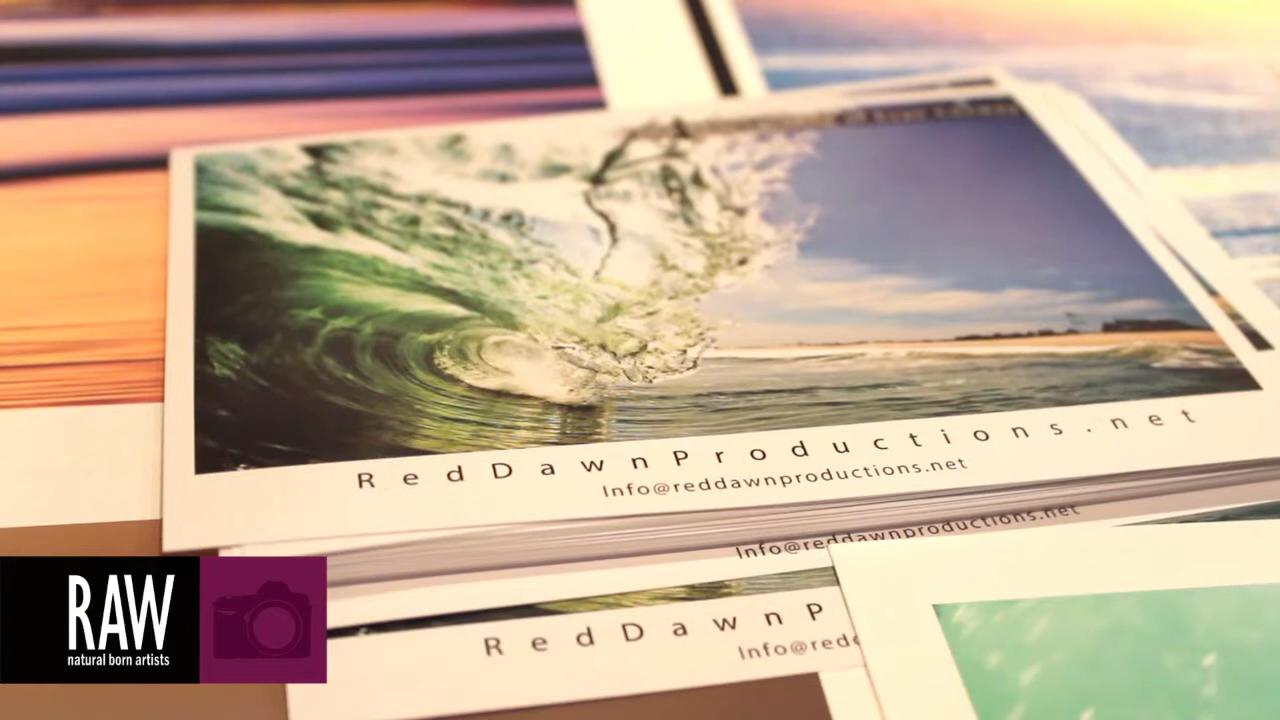 RedDawnProductions.net
Info@reddawnproductions.net
Info@reddawnproductions.net
RedDawnP
Info@redd
RAW
natural born artists